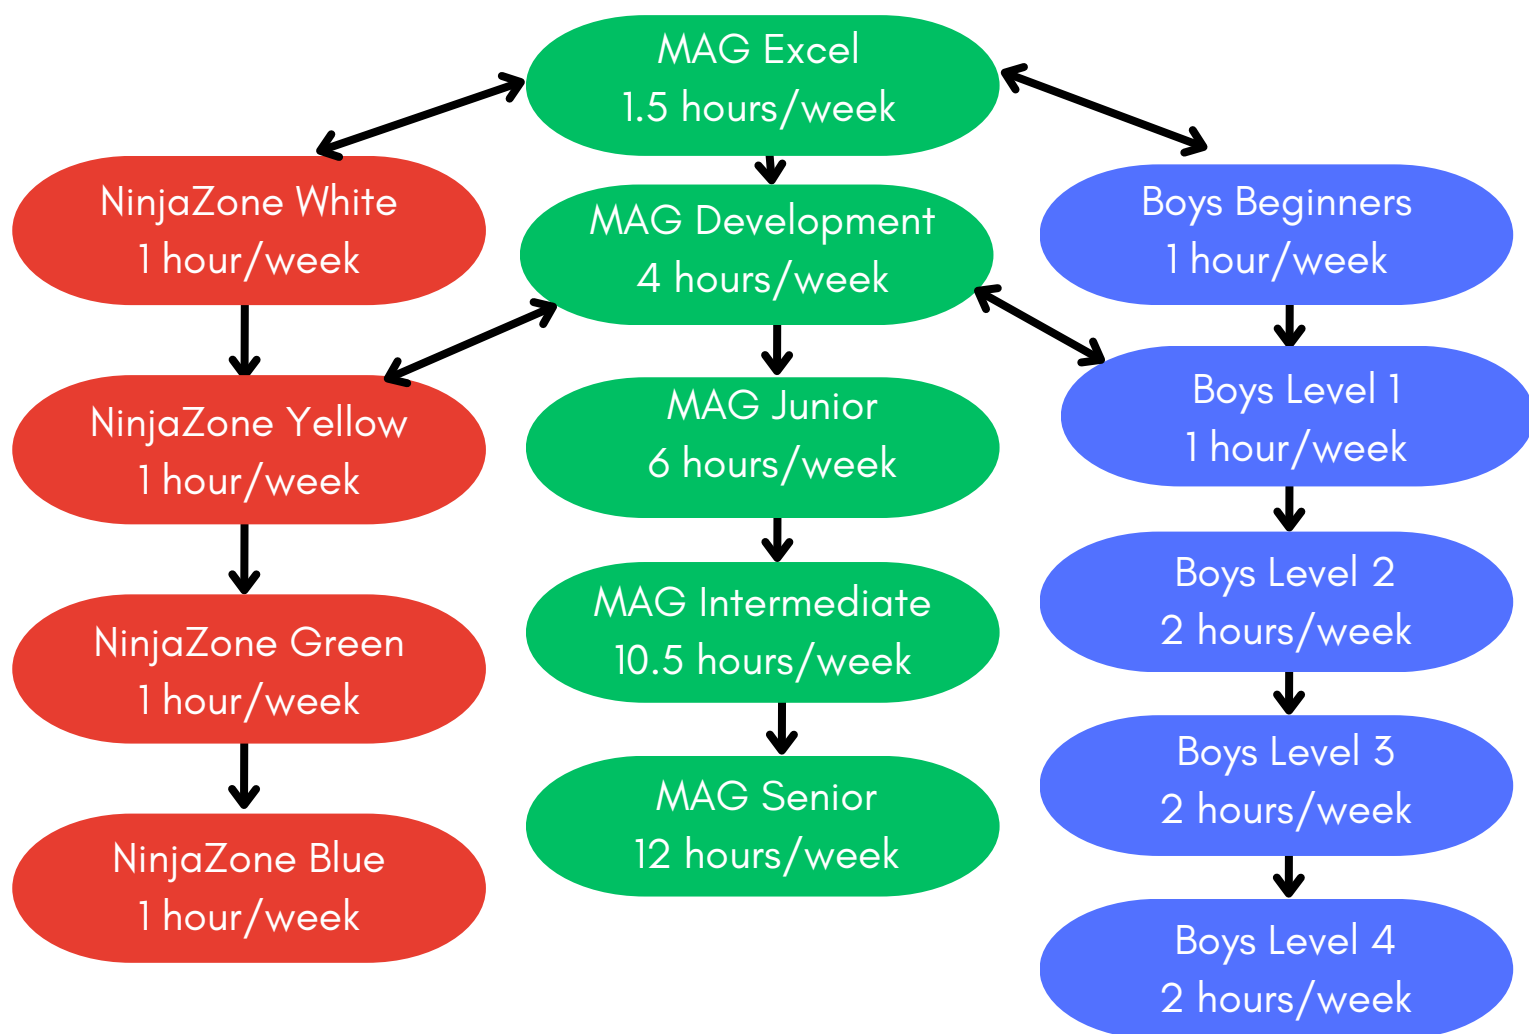 MAG Excel
1.5 hours/week
NinjaZone White
1 hour/week
MAG Development
4 hours/week
Boys Beginners
1 hour/week
NinjaZone Yellow
1 hour/week
MAG Junior
6 hours/week
Boys Level 1
1 hour/week
NinjaZone Green
1 hour/week
MAG Intermediate
10.5 hours/week
Boys Level 2
2 hours/week
NinjaZone Blue
1 hour/week
MAG Senior
12 hours/week
Boys Level 3
2 hours/week
Boys Level 4
2 hours/week